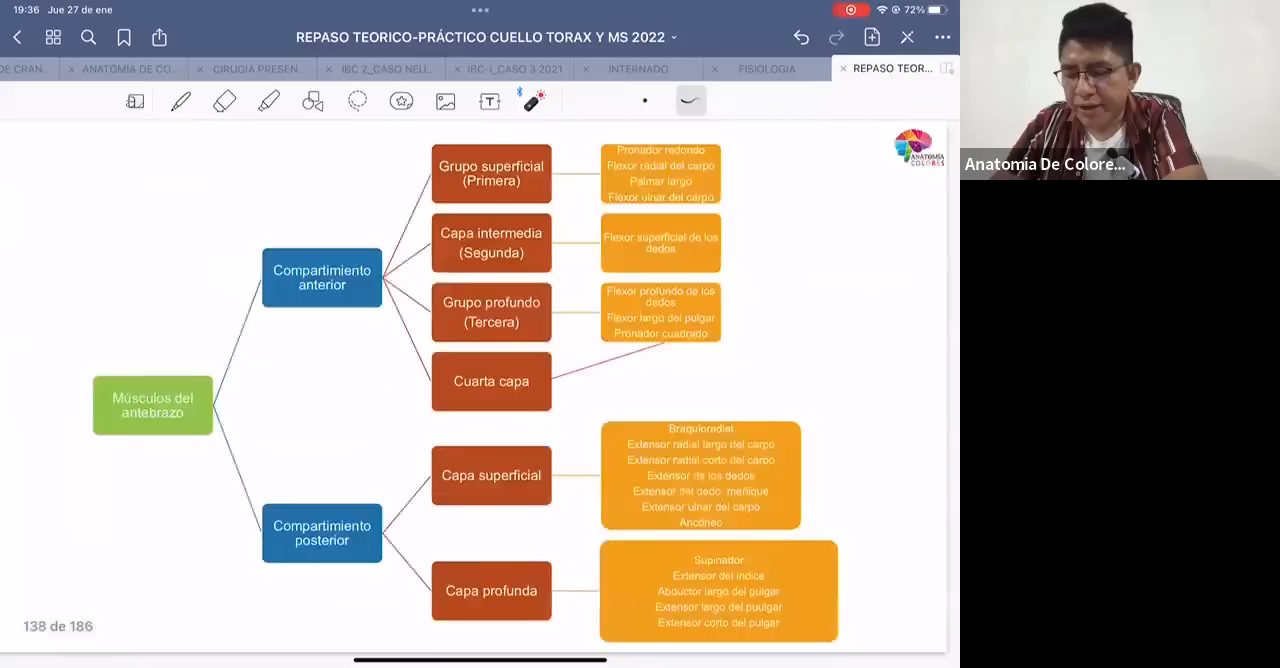 19:36 Jue 27 de ene
72%
REPASO TEORICO-PRÁCTICO CUELLO TORAX Y MS 2022
DE CRAN...
ANATOMÍA DE CO...
CIRUGIA PRESEN...
IBC 2_CASO NEU...
IBC-I_CASO 3 2021
INTERNADO
FISIOLOGIA
REPASO TEOR...
Anatomia De Colore...
ANATOMÍA
COLORES
Grupo superficial
(Primera)
Pronador redondo
Flexor radial del carpo
Palmar largo
Flexor ulnar del carpo
Capa intermedia
(Segunda)
Flexor superficial de los
dedos
Compartimiento
anterior
Grupo profundo
(Tercera)
Flexor profundo de los
dedos
Flexor largo del pulgar
Pronador cuadrado
Cuarta capa
Músculos del
antebrazo
Capa superficial
Braquioradial
Extensor radial largo del carpo
Extensor radial corto del carpo
Extensor de los dedos
Extensor del dedo meñique
Extensor ulnar del carpo
Ancóneo
Compartimiento
posterior
Capa profunda
Supinador
Extensor del índice
Abductor largo del pulgar
Extensor largo del puulgar
Extensor corto del pulgar
138 de 186